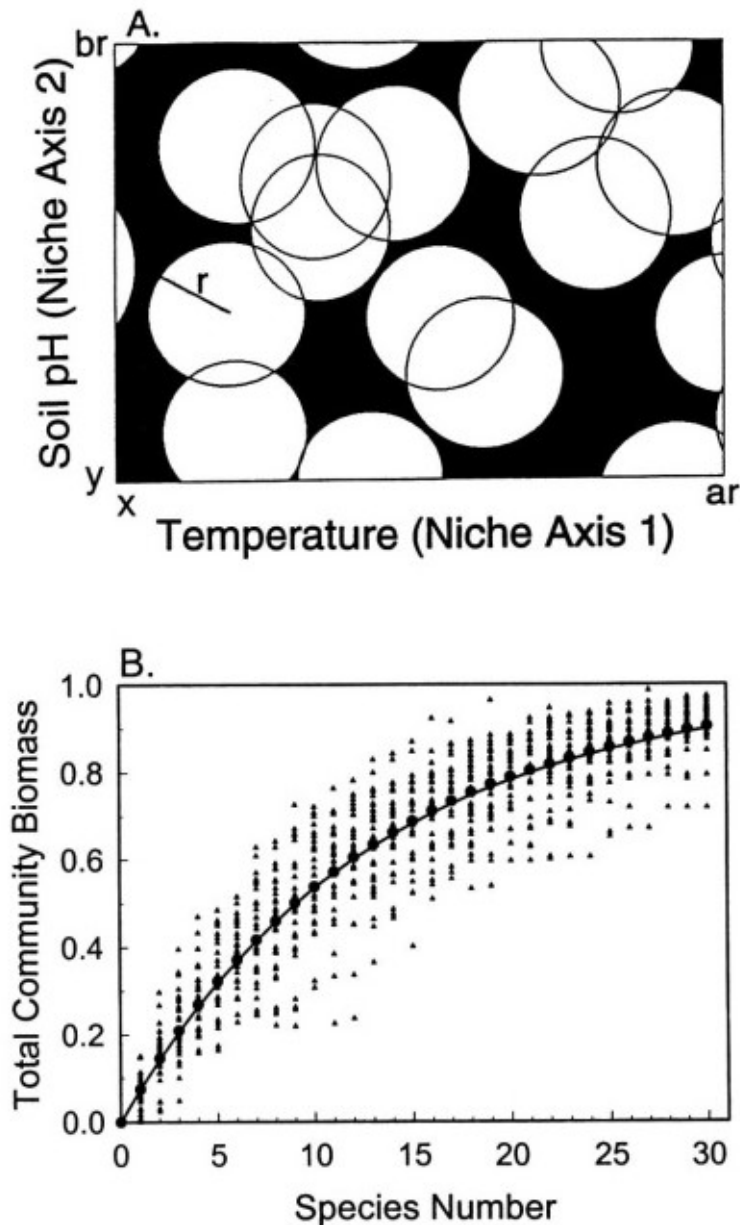 A.
br
Soil pH (Niche Axis 2)
r
y
x
ar
Temperature (Niche Axis 1)
B.
Total Community Biomass
1.0
0.8
0.6
0.4
0.2
0.0
0 5 10 15 20 25 30
Species Number